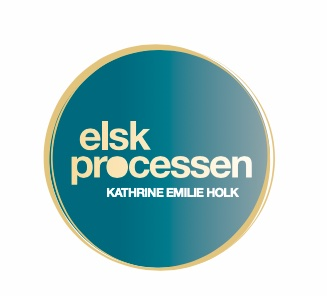 elsk
processen
KATHRINE EMILIE HOLK